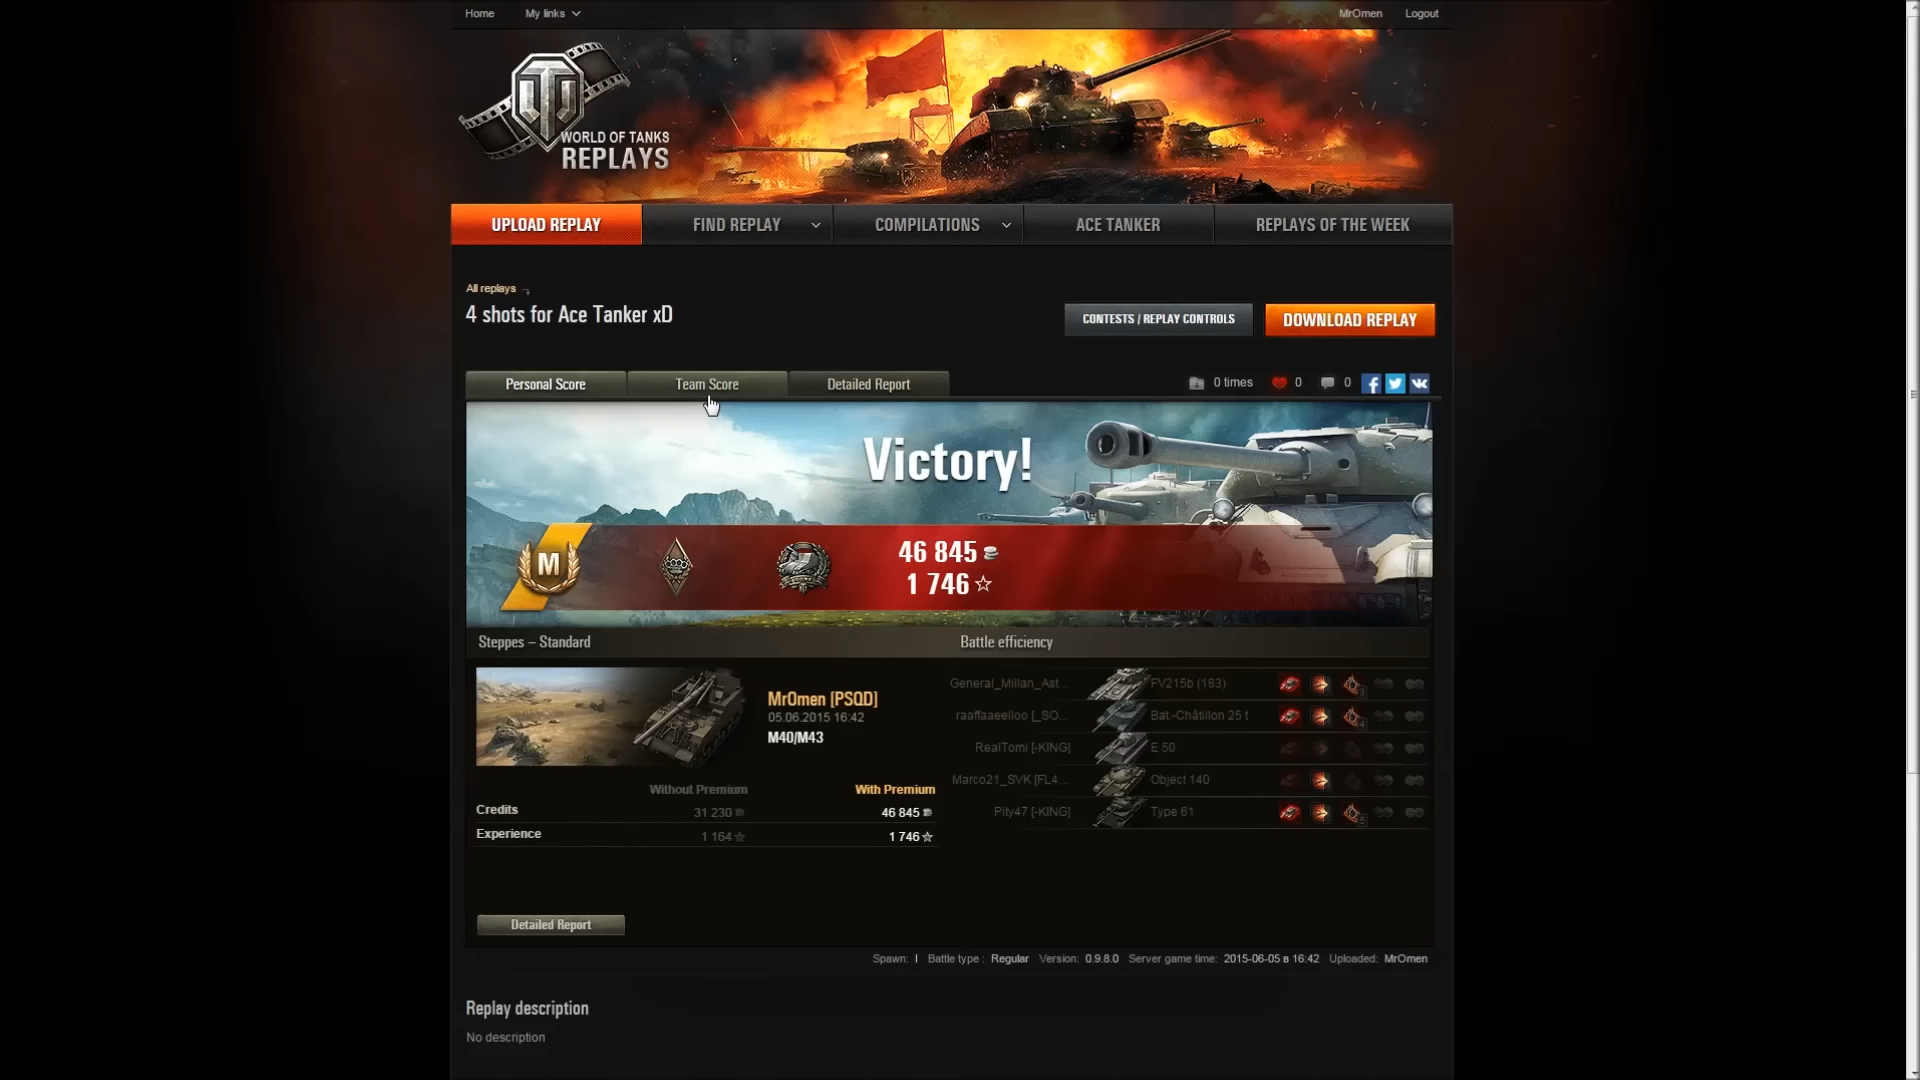 Home My links MrOmen Logout
WORLD OF TANKS
REPLAYS
UPLOAD REPLAY FIND REPLAY COMPILATIONS ACE TANKER REPLAYS OF THE WEEK
All replays
4 shots for Ace Tanker xD
CONTESTS / REPLAY CONTROLS DOWNLOAD REPLAY
Personal Score Team Score Detailed Report 0 times 0 0
Victory!
M
46 845
1 746
Steppes – Standard Battle efficiency
General_Millan_Ast... FV215b (183)
MrOmen [PSQD]
05.06.2015 16:42
M40/M43
raaffaaeelloo [_SO... Bat.-Châtillon 25 t
RealTomi [-KING] E 50
Marco21_SVK [FL4... Object 140
Pity47 [-KING] Type 61
Without Premium With Premium
Credits 31 230 46 845
Experience 1 164 1 746
Detailed Report
Spawn: I Battle type : Regular Version: 0.9.8.0 Server game time: 2015-06-05 в 16:42 Uploaded: MrOmen
Replay description
No description